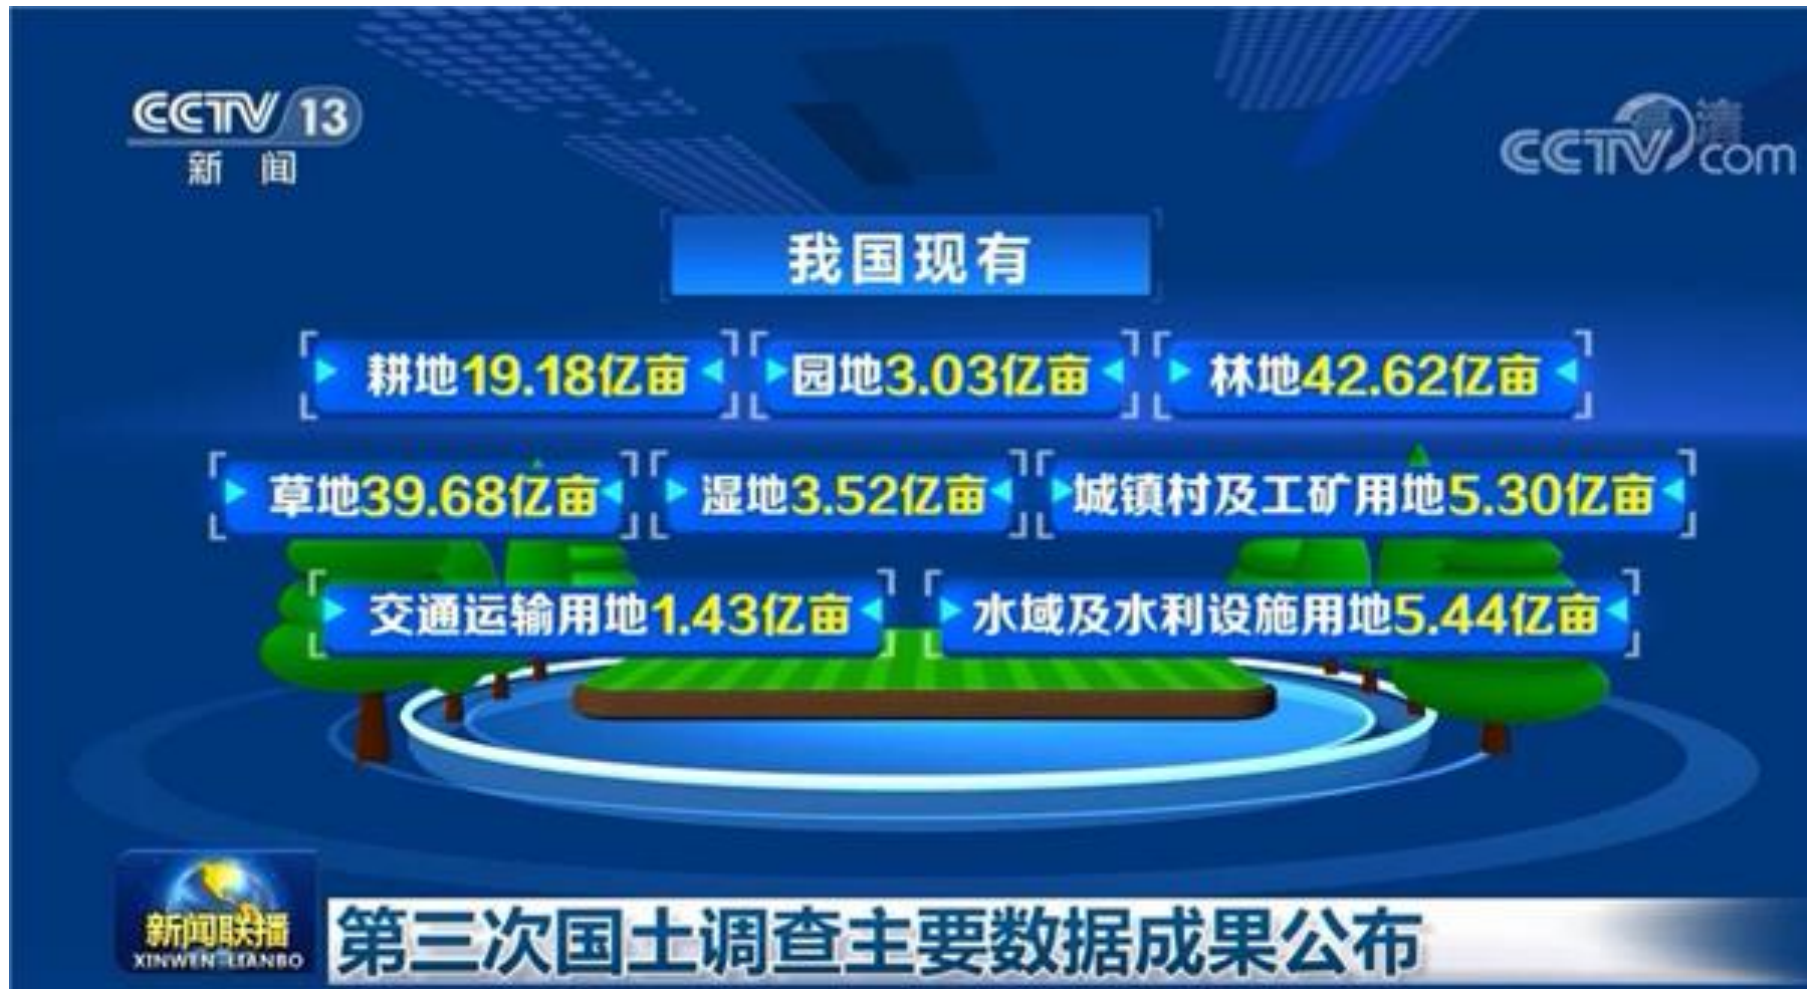 CCTV 13
新闻
高清
CCTV.com
我国现有
耕地19.18亿亩 园地3.03亿亩 林地42.62亿亩
草地39.68亿亩 湿地3.52亿亩 城镇村及工矿用地5.30亿亩
交通运输用地1.43亿亩 水域及水利设施用地5.44亿亩
新闻联播
XINWEN LIANBO
第三次国土调查主要数据成果公布